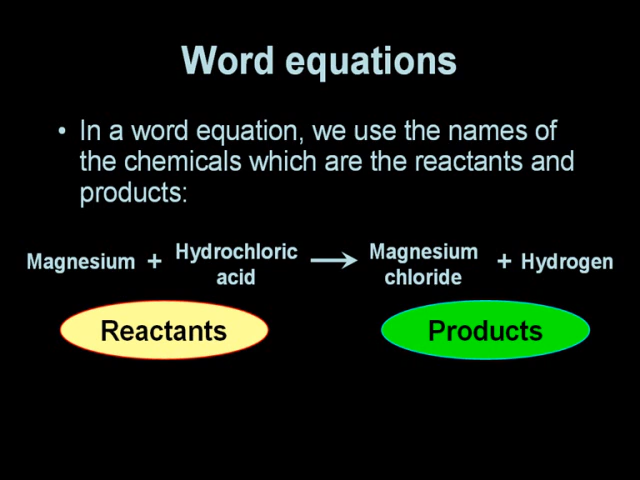 Word equations
• In a word equation, we use the names of
the chemicals which are the reactants and
products:
Magnesium + Hydrochloric acid → Magnesium chloride + Hydrogen
Reactants
Products